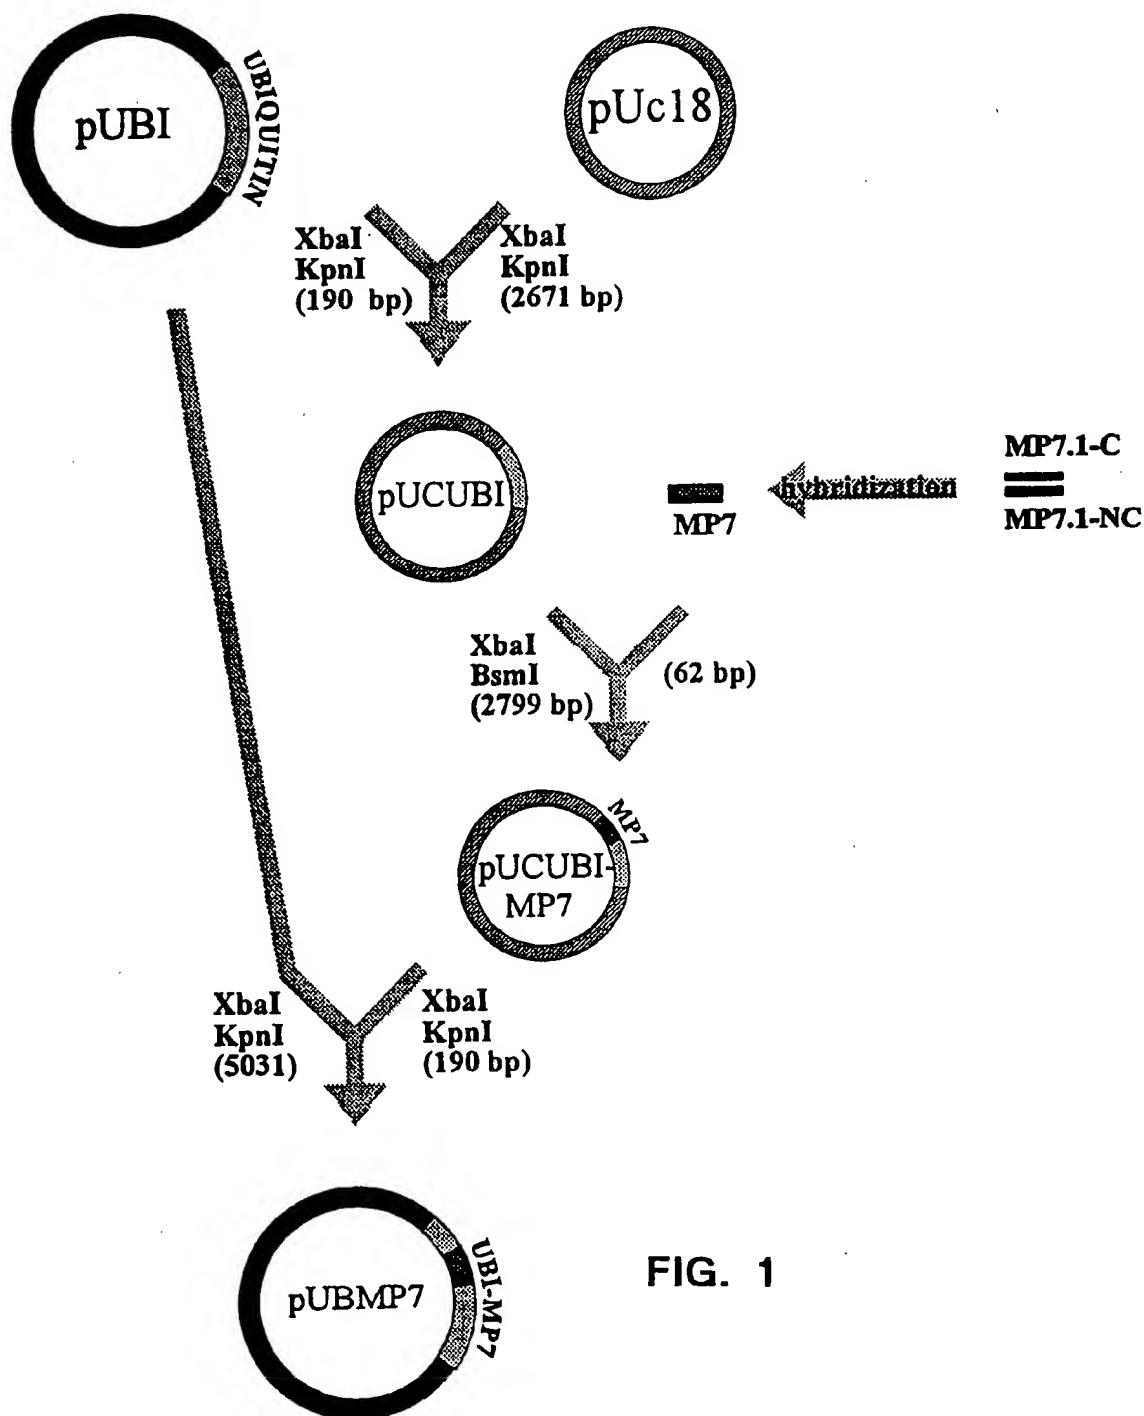 pUBI
UBIQUITIN
pUc18
XbaI
KpnI
(190 bp)
XbaI
KpnI
(2671 bp)
pUCUBI
MP7
hybridization
MP7.1-C
MP7.1-NC
XbaI
BsmI
(2799 bp)
(62 bp)
MP7
pUCUBI-
MP7
XbaI
KpnI
(5031)
XbaI
KpnI
(190 bp)
pUBMP7
UBI-MP7
FIG. 1